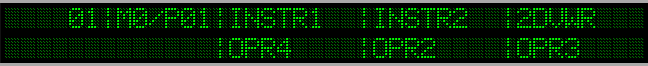 01|M0/P01|INSTR1 |INSTR2 |2DVWR
|OPR4 |OPR2 |OPR3